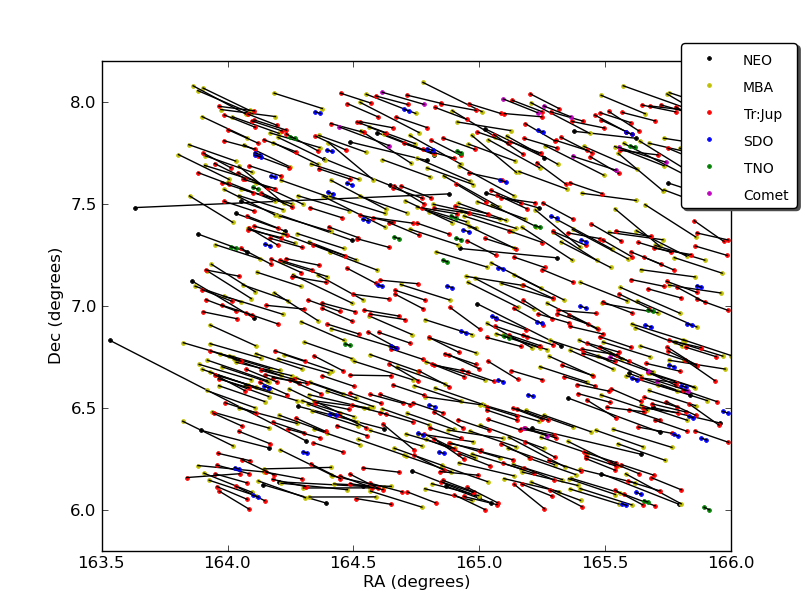 NEO
MBA
Tr:Jup
SDO
TNO
Comet
8.0
7.5
7.0
6.5
6.0
Dec (degrees)
163.5 164.0 164.5 165.0 165.5 166.0
RA (degrees)